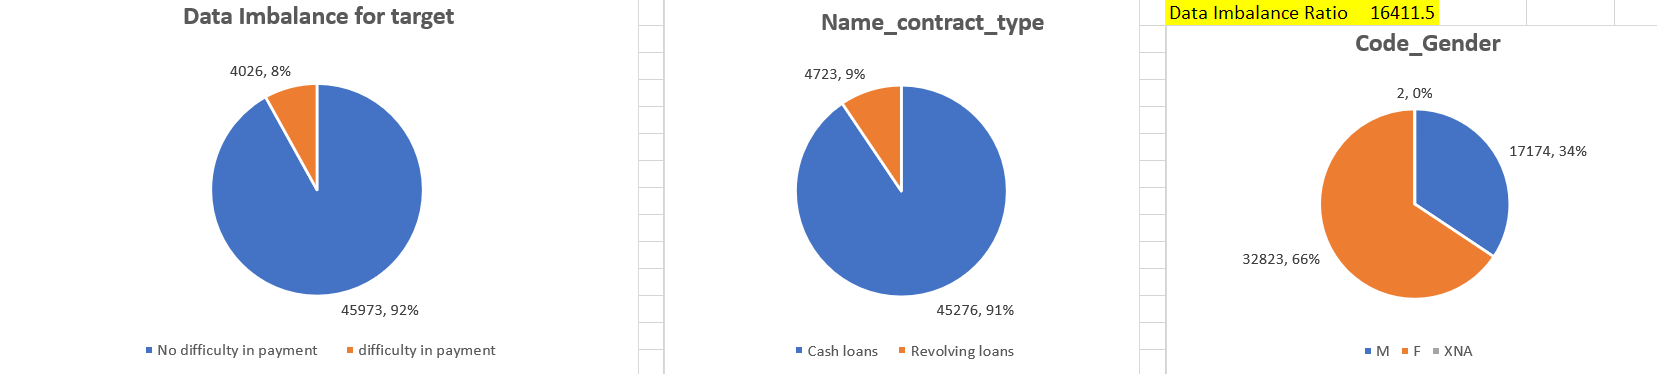 Data Imbalance for target
4026, 8%
45973, 92%
No difficulty in payment difficulty in payment
Name_contract_type
4723, 9%
45276, 91%
Cash loans Revolving loans
Data Imbalance Ratio 16411.5
Code_Gender
2, 0%
17174, 34%
32823, 66%
M F XNA